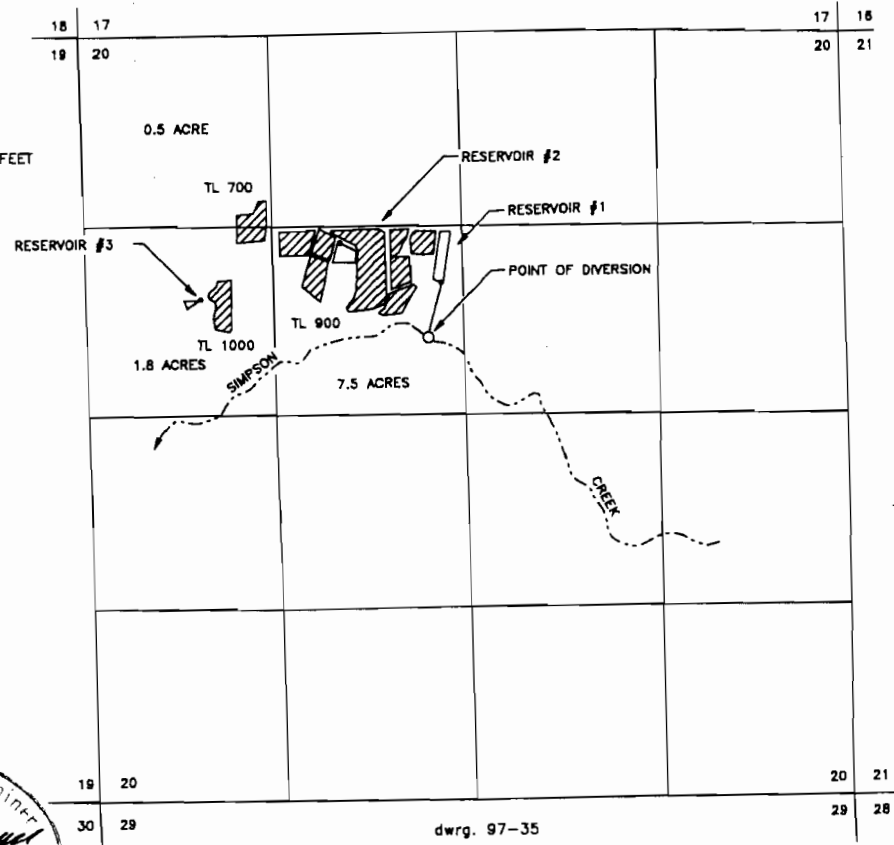 18 17
17 16
19 20
20 21
0.5 ACRE
FEET
RESERVOIR #2
TL 700
RESERVOIR #1
RESERVOIR #3
POINT OF DIVERSION
TL 900
TL 1000
1.8 ACRES
SIMPSON
7.5 ACRES
CREEK
19 20
20 21
30 29
29 28
dwrg. 97-35